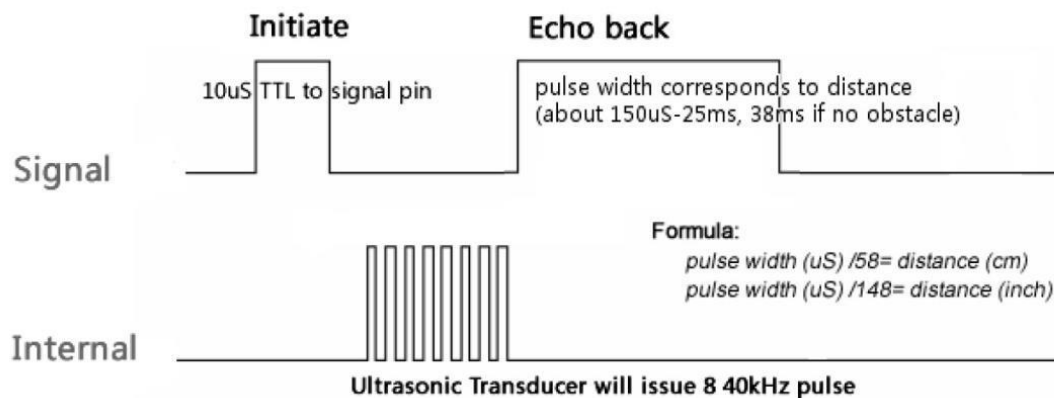 Initiate
Echo back
10uS TTL to signal pin
pulse width corresponds to distance
(about 150uS-25ms, 38ms if no obstacle)
Signal
Formula:
pulse width (uS) /58= distance (cm)
pulse width (uS) /148= distance (inch)
Internal
Ultrasonic Transducer will issue 8 40kHz pulse